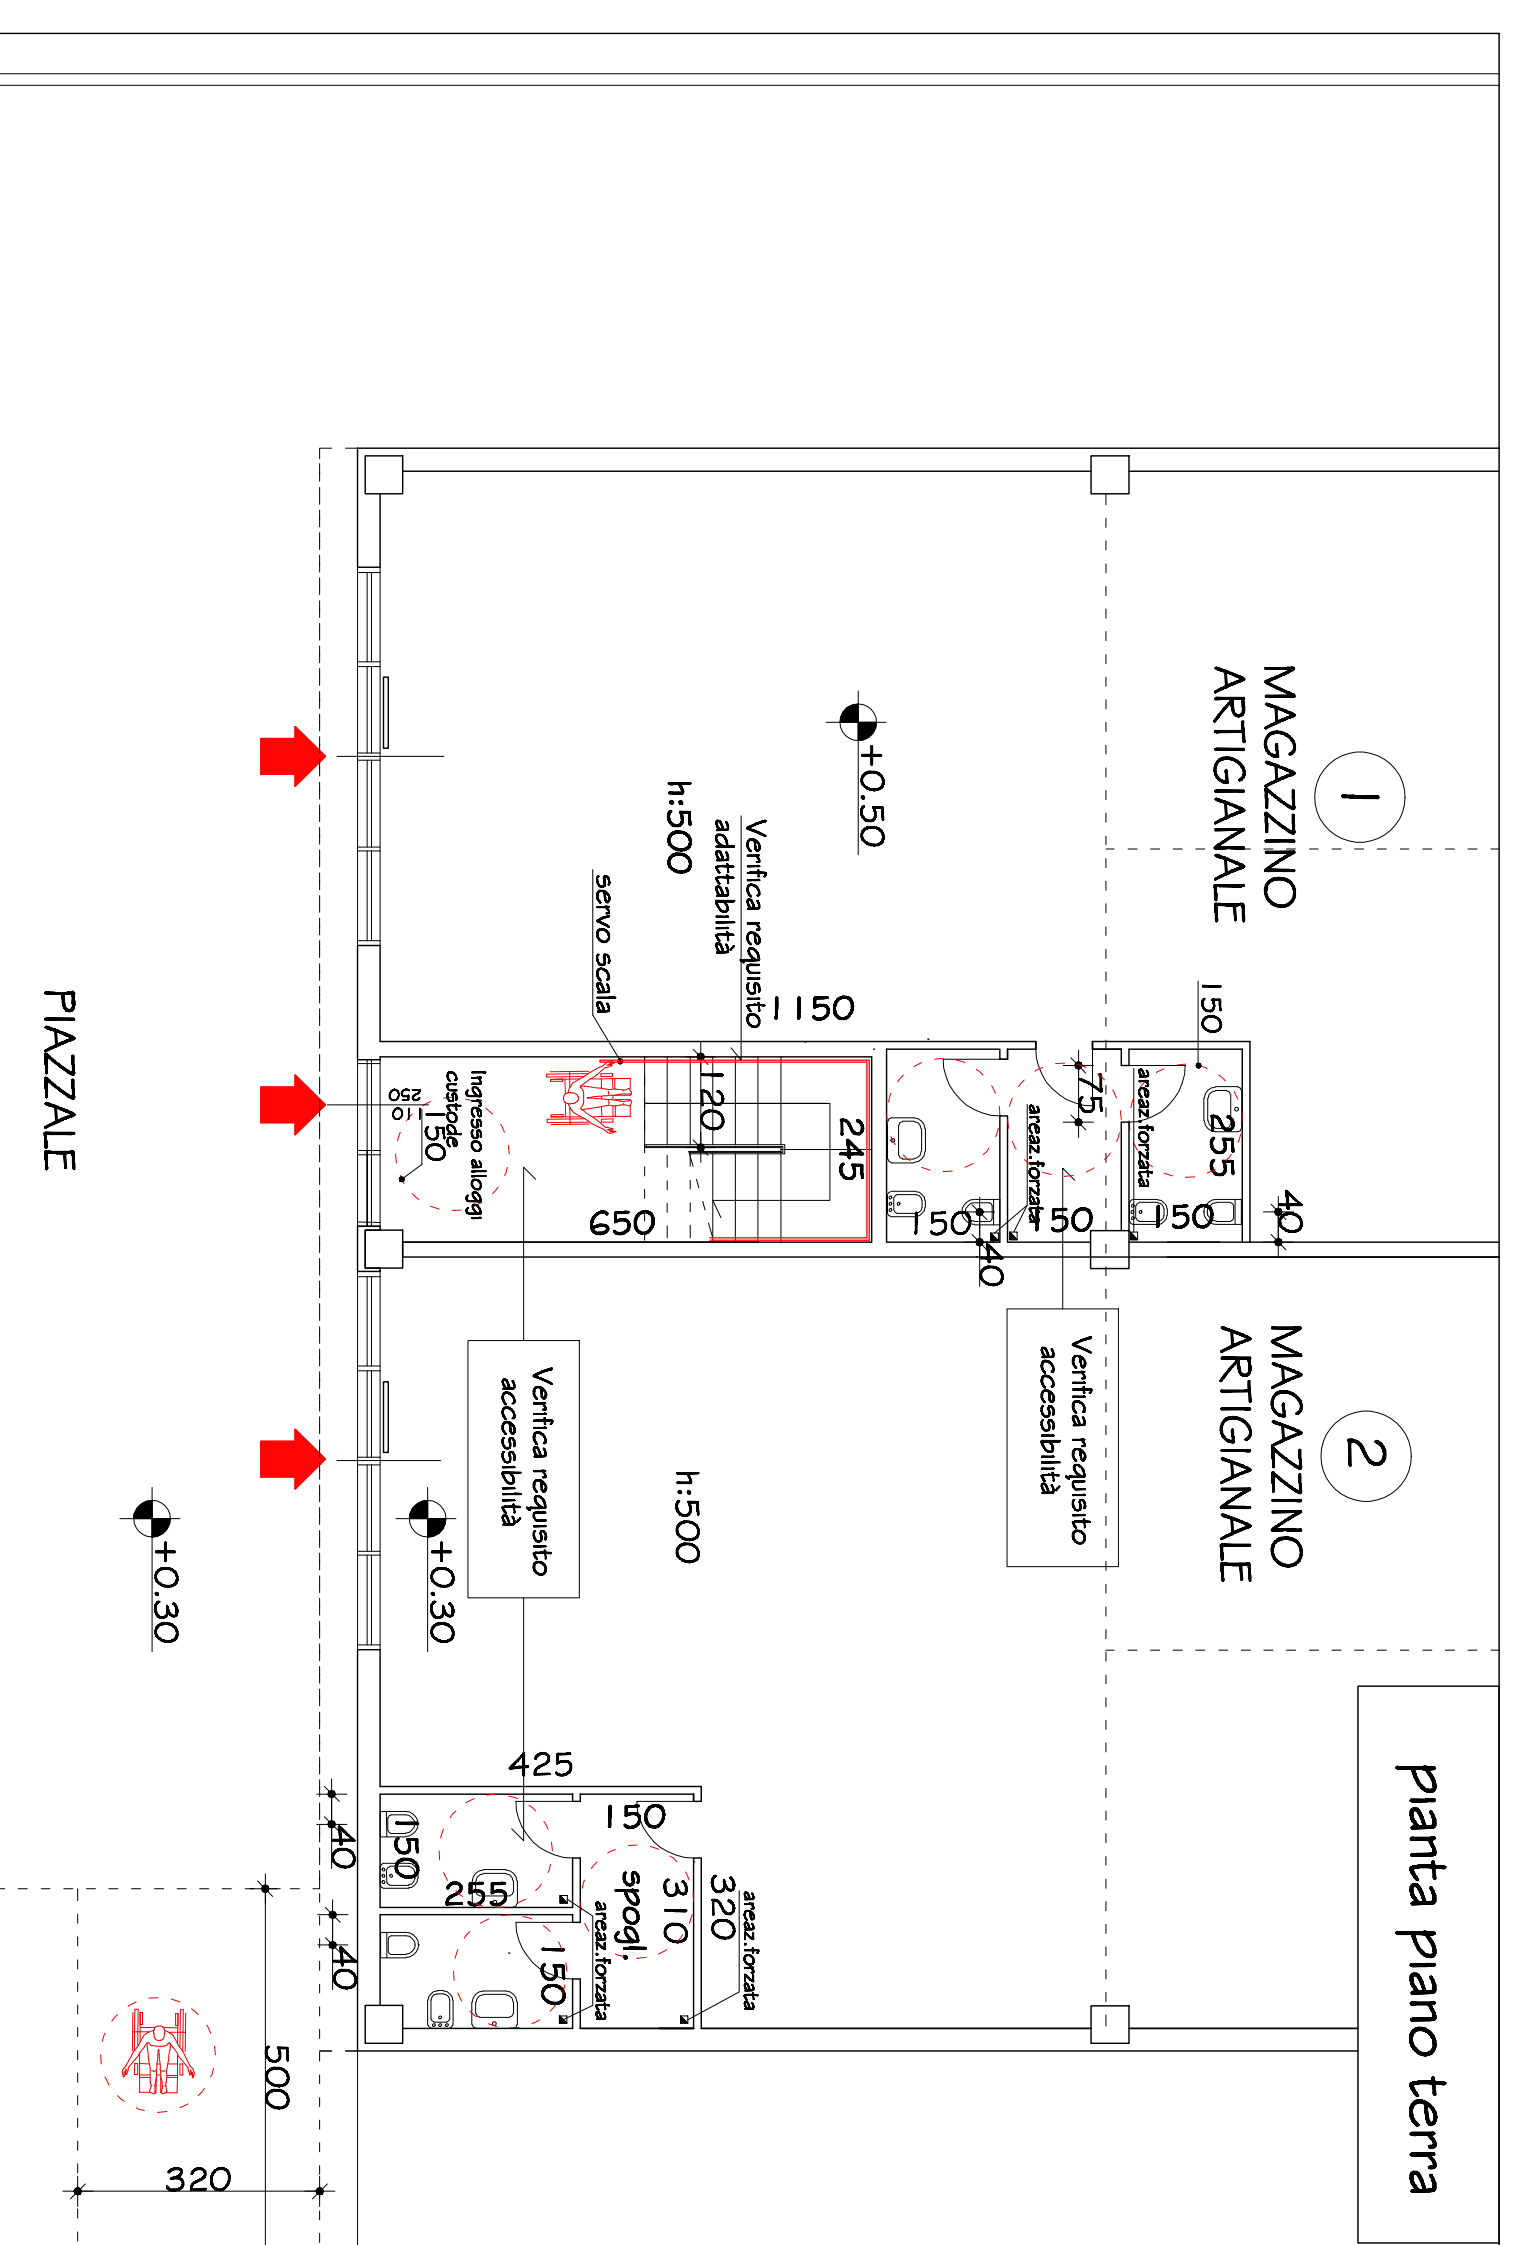 pianta piano terra
1
MAGAZZINO
ARTIGIANALE
2
MAGAZZINO
ARTIGIANALE
+0.50
h:500
Verifica requisito
adattabilità
servo scala
1150
150
areaz.forzata
255
40
75
areaz.forzata
150
150
150
40
245
120
650
Ingresso alloggi
custode
250
110
150
Verifica requisito
accessibilità
Verifica requisito
accessibilità
h:500
+0.30
+0.30
PIAZZALE
425
150
320
310
spogl.
areaz.forzata
areaz.forzata
150
255
150
40
40
500
320